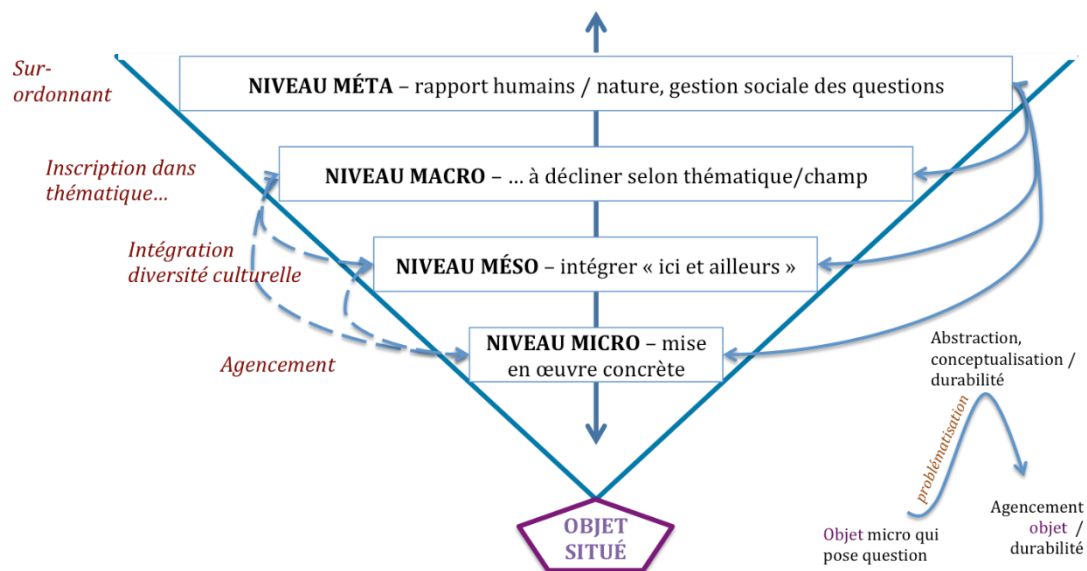 Sur-
ordonnant
NIVEAU MÉTA – rapport humains / nature, gestion sociale des questions
Inscription dans
thématique…
NIVEAU MACRO – … à décliner selon thématique/champ
Intégration
diversité culturelle
NIVEAU MÉSO – intégrer « ici et ailleurs »
Agencement
NIVEAU MICRO – mise
en œuvre concrète
OBJET
SITUÉ
Abstraction,
conceptualisation /
durabilité
problématisation
Objet micro qui
pose question
Agencement
objet /
durabilité